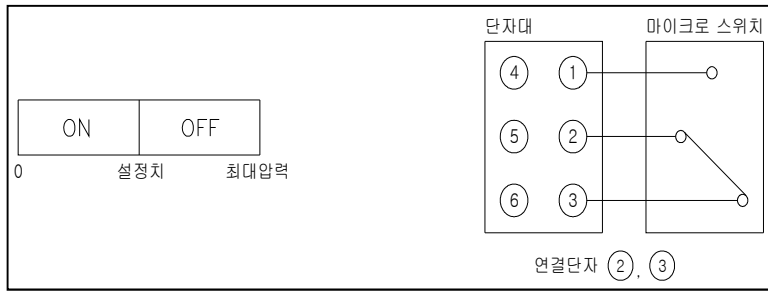 단자대 마이크로 스위치
④ ①
ON OFF
⑤ ②
0 설정치 최대압력
⑥ ③
연결단자 ②, ③